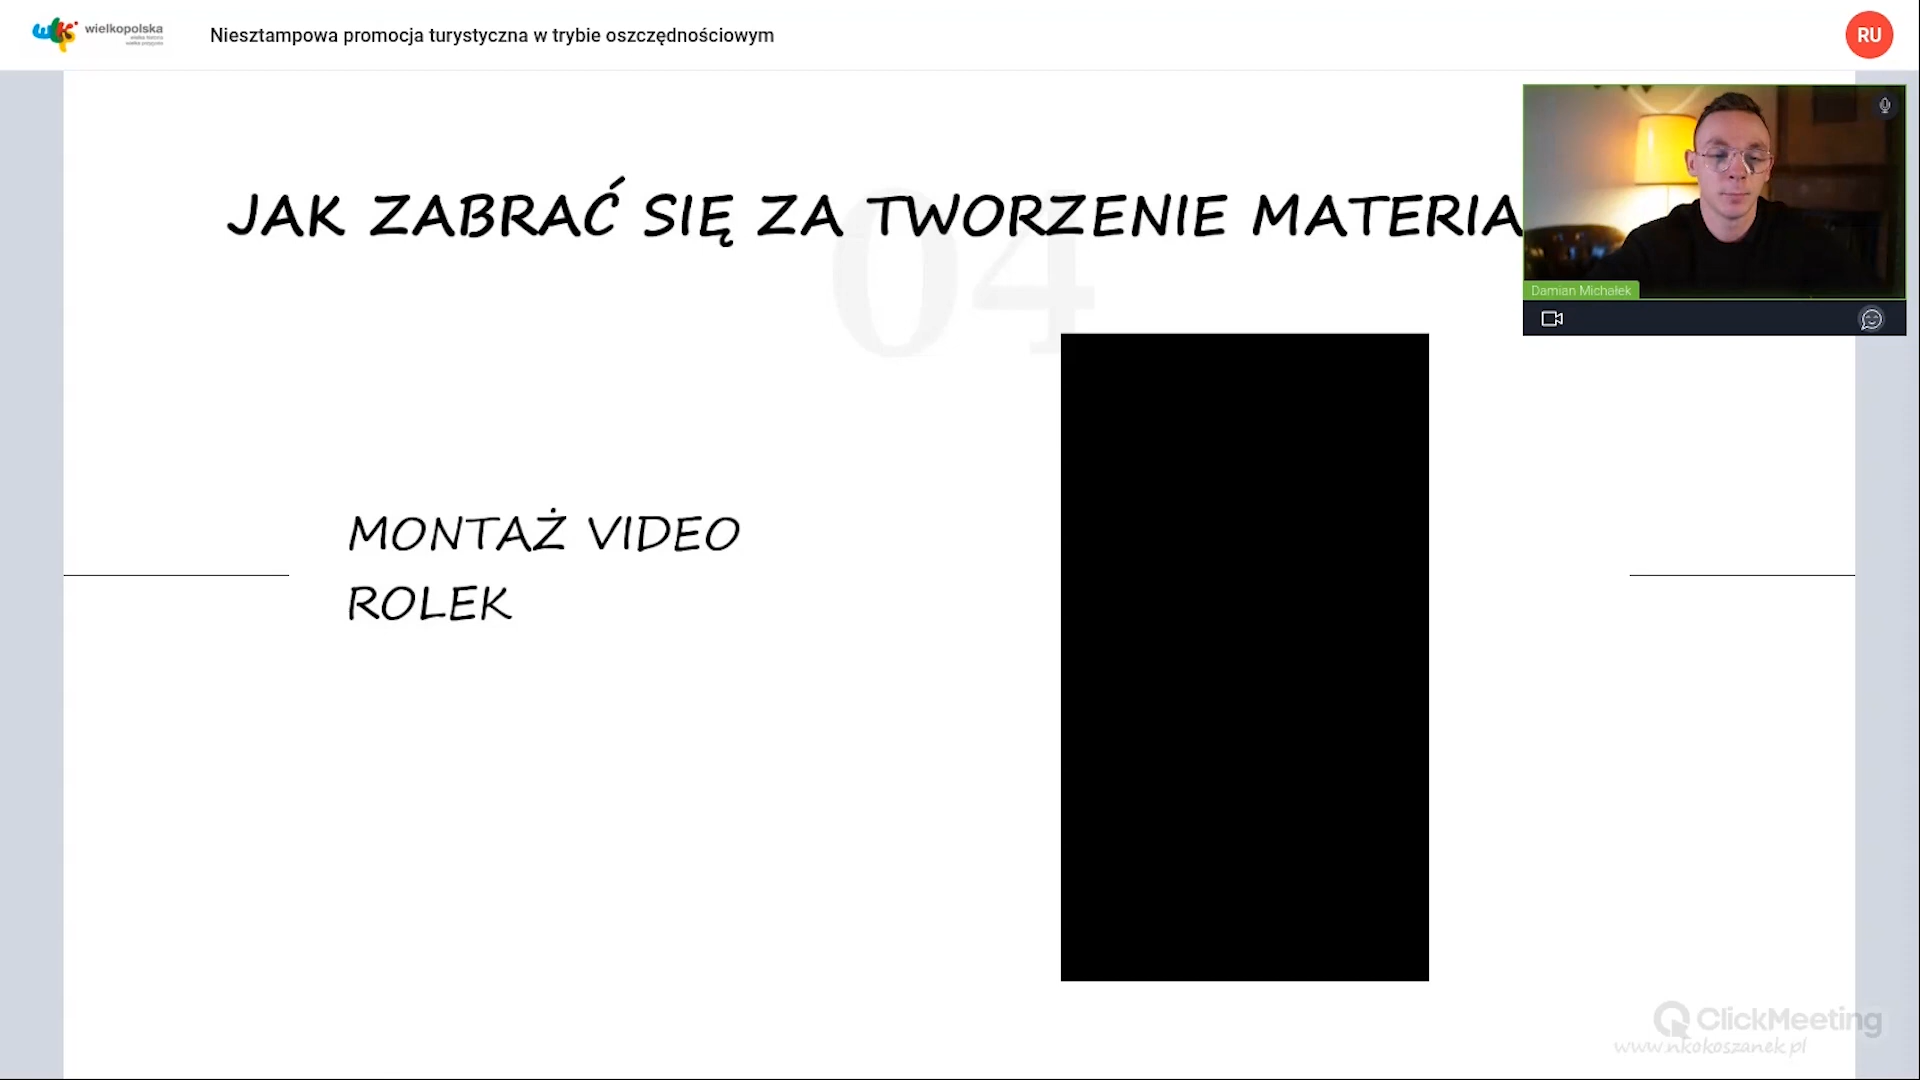 wielkopolska
Niesztampowa promocja turystyczna w trybie oszczędnościowym
RU
JAK ZABRAĆ SIĘ ZA TWORZENIE MATERIA
04
Damian Michałek
MONTAŻ VIDEO
ROLEK
ClickMeeting
www.nkokoszanek.pl